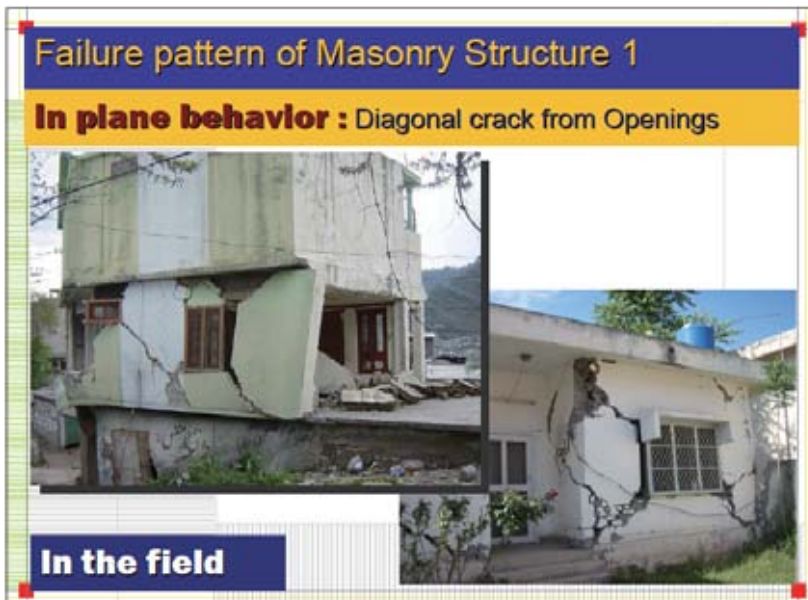 Failure pattern of Masonry Structure 1
In plane behavior : Diagonal crack from Openings
In the field